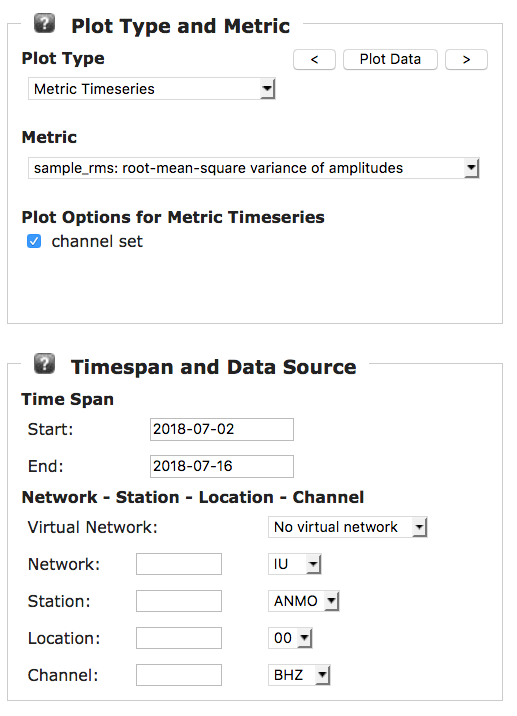 ? Plot Type and Metric
Plot Type < Plot Data >
Metric Timeseries
Metric
sample_rms: root-mean-square variance of amplitudes
Plot Options for Metric Timeseries
channel set
? Timespan and Data Source
Time Span
Start: 2018-07-02
End: 2018-07-16
Network - Station - Location - Channel
Virtual Network: No virtual network
Network: IU
Station: ANMO
Location: 00
Channel: BHZ